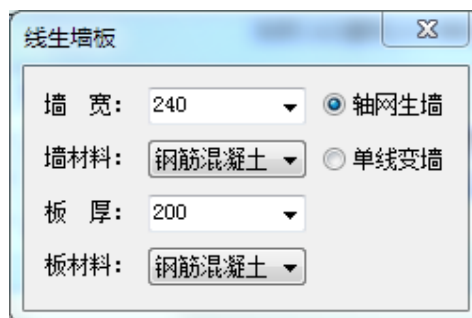 线生墙板
墙 宽： 240 轴网生墙
墙材料： 钢筋混凝土 单线变墙
板 厚： 200
板材料： 钢筋混凝土